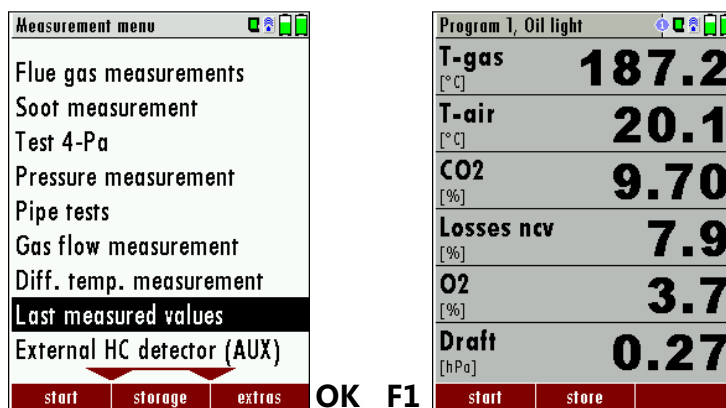 Measurement menu
Flue gas measurements
Soot measurement
Test 4-Pa
Pressure measurement
Pipe tests
Gas flow measurement
Diff. temp. measurement
Last measured values
External HC detector (AUX)
start storage extras
OK F1
Program 1, Oil light 1
T-gas 187.2
[°C]
T-air 20.1
[°C]
CO2 9.70
[%]
Losses ncv 7.9
[%]
O2 3.7
[%]
Draft 0.27
[hPa]
start store